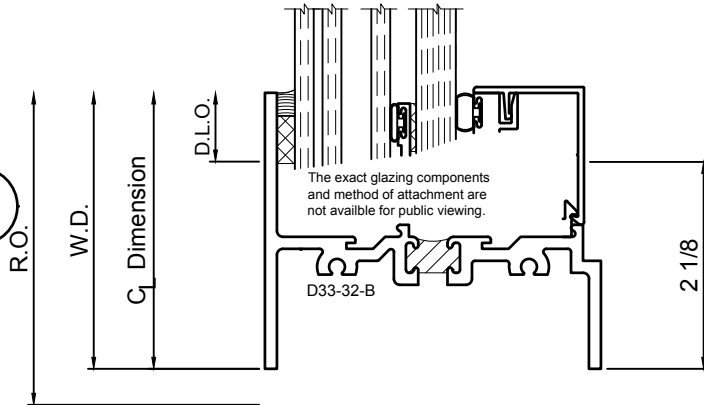 D.L.O.
The exact glazing components
and method of attachment are
not availble for public viewing.
R.O.
W.D.
C L Dimension
D33-32-B
2 1/8